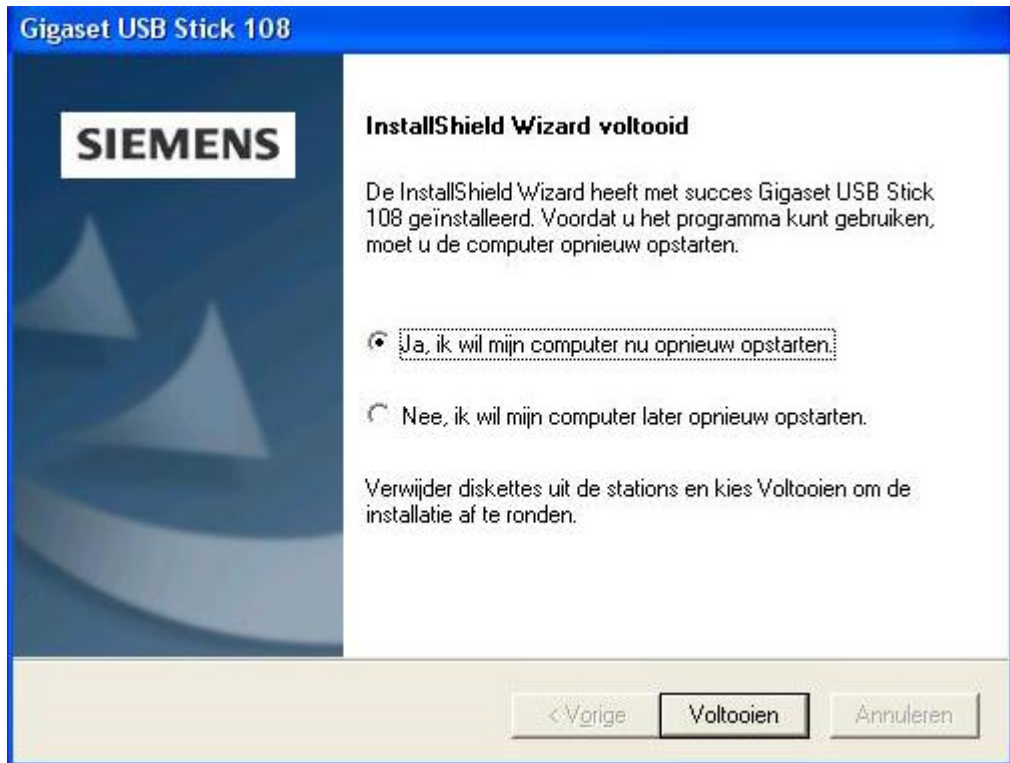 Gigaset USB Stick 108
SIEMENS
InstallShield Wizard voltooid
De InstallShield Wizard heeft met succes Gigaset USB Stick
108 geïnstalleerd. Voordat u het programma kunt gebruiken,
moet u de computer opnieuw opstarten.
Ja, ik wil mijn computer nu opnieuw opstarten.
Nee, ik wil mijn computer later opnieuw opstarten.
Verwijder diskettes uit de stations en kies Voltooien om de
installatie af te ronden.
< Vorige Voltooien Annuleren